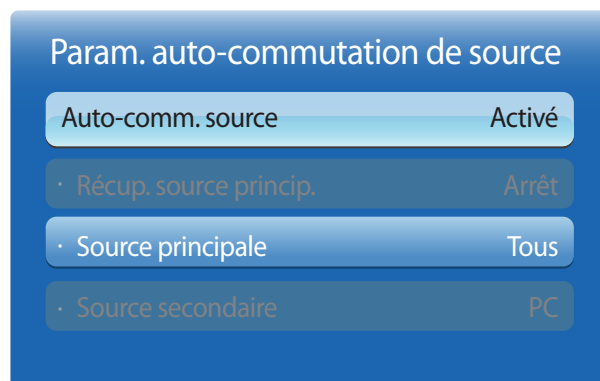 Param. auto-commutation de source
Auto-comm. source Activé
· Récup. source princip. Arrêt
· Source principale Tous
· Source secondaire PC